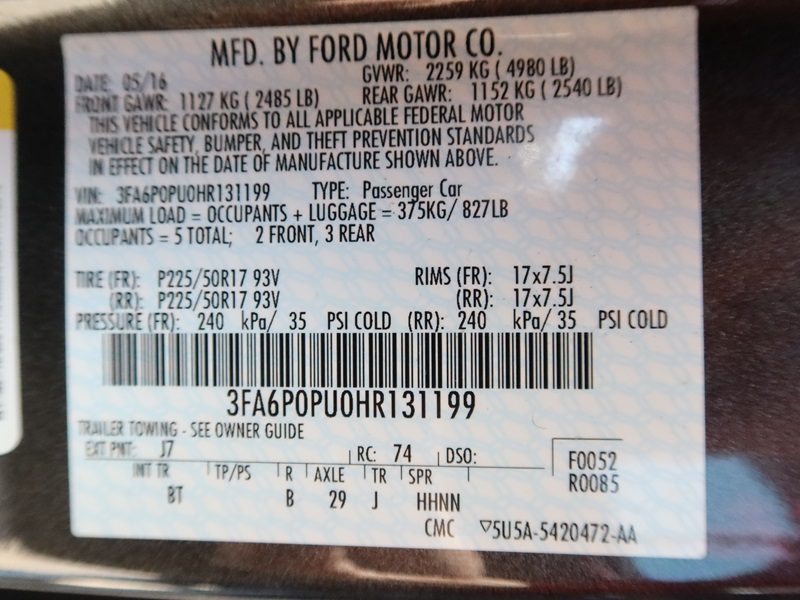 MFD. BY FORD MOTOR CO.
DATE: 05/16 GVWR: 2259 KG ( 4980 LB)
FRONT GAWR: 1127 KG ( 2485 LB) REAR GAWR: 1152 KG ( 2540 LB)
THIS VEHICLE CONFORMS TO ALL APPLICABLE FEDERAL MOTOR
VEHICLE SAFETY, BUMPER, AND THEFT PREVENTION STANDARDS
IN EFFECT ON THE DATE OF MANUFACTURE SHOWN ABOVE.
VIN: 3FA6P0PU0HR131199 TYPE: Passenger Car
MAXIMUM LOAD = OCCUPANTS + LUGGAGE = 375KG/ 827LB
OCCUPANTS = 5 TOTAL; 2 FRONT, 3 REAR
TIRE (FR): P225/50R17 93V RIMS (FR): 17x7.5J
(RR): P225/50R17 93V (RR): 17x7.5J
PRESSURE (FR): 240 kPa/ 35 PSI COLD (RR): 240 kPa/ 35 PSI COLD
3FA6P0PU0HR131199
TRAILER TOWING - SEE OWNER GUIDE
EXT PNT: J7 RC: 74 DSO: F0052
INT TR TP/PS R AXLE TR SPR R0085
BT B 29 J HHNN
CMC ▽5U5A-5420472-AA